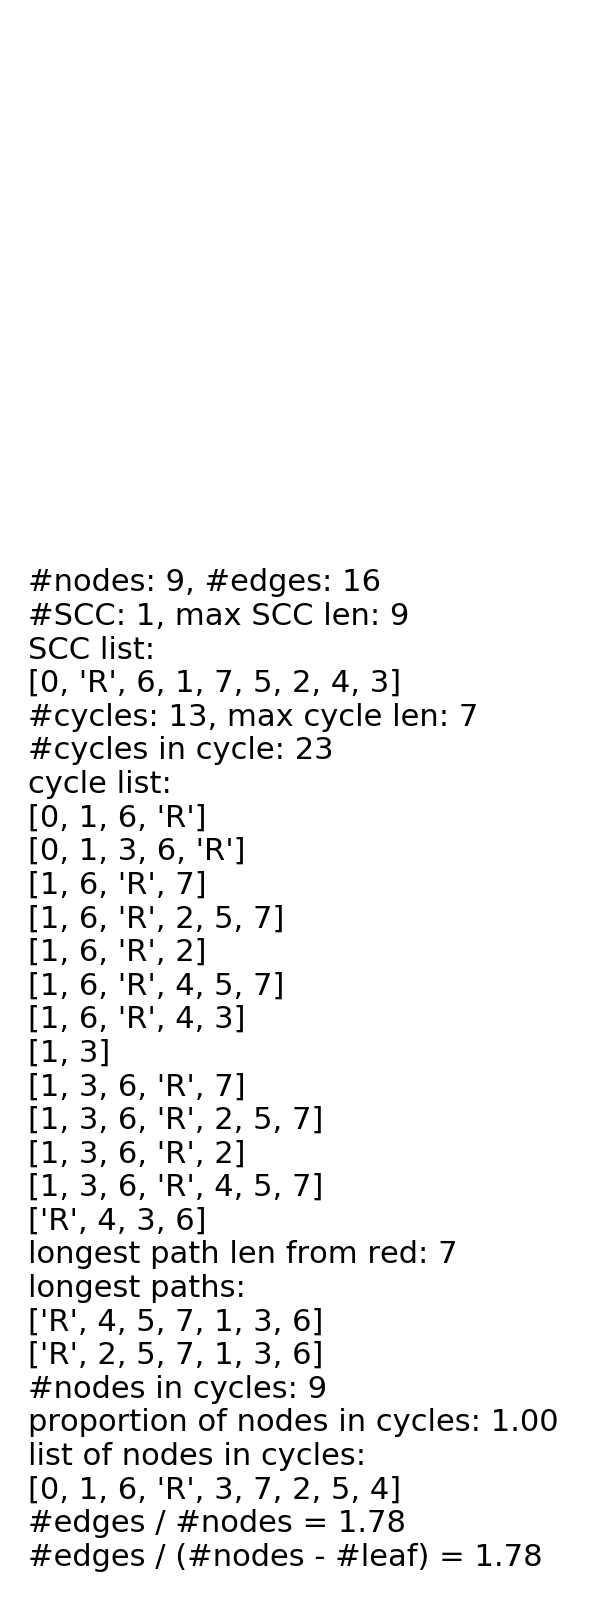 #nodes: 9, #edges: 16
#SCC: 1, max SCC len: 9
SCC list:
[0, 'R', 6, 1, 7, 5, 2, 4, 3]
#cycles: 13, max cycle len: 7
#cycles in cycle: 23
cycle list:
[0, 1, 6, 'R']
[0, 1, 3, 6, 'R']
[1, 6, 'R', 7]
[1, 6, 'R', 2, 5, 7]
[1, 6, 'R', 2]
[1, 6, 'R', 4, 5, 7]
[1, 6, 'R', 4, 3]
[1, 3]
[1, 3, 6, 'R', 7]
[1, 3, 6, 'R', 2, 5, 7]
[1, 3, 6, 'R', 2]
[1, 3, 6, 'R', 4, 5, 7]
['R', 4, 3, 6]
longest path len from red: 7
longest paths:
['R', 4, 5, 7, 1, 3, 6]
['R', 2, 5, 7, 1, 3, 6]
#nodes in cycles: 9
proportion of nodes in cycles: 1.00
list of nodes in cycles:
[0, 1, 6, 'R', 3, 7, 2, 5, 4]
#edges / #nodes = 1.78
#edges / (#nodes - #leaf) = 1.78